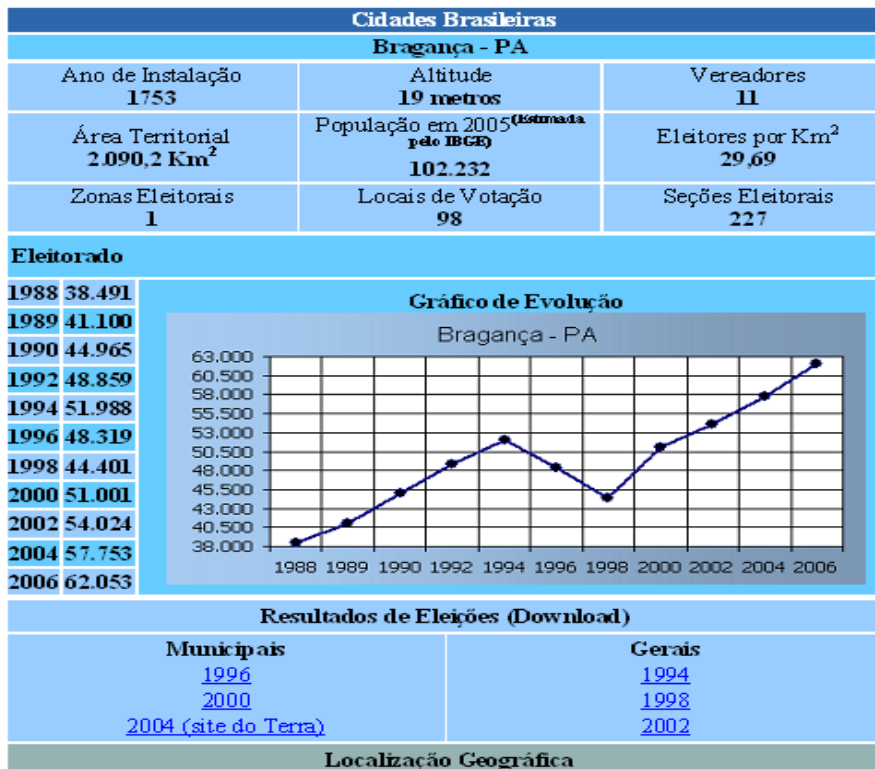 Cidades Brasileiras
Bragança - PA
Ano de Instalação
1753
Altitude
19 metros
Vereadores
11
Área Territorial
2.090,2 Km²
População em 2005(Estimada
pelo IBGE)
102.232
Eleitores por Km²
29,69
Zonas Eleitorais
1
Locais de Votação
98
Seções Eleitorais
227
Eleitorado
1988 38.491
1989 41.100
1990 44.965
1992 48.859
1994 51.988
1996 48.319
1998 44.401
2000 51.001
2002 54.024
2004 57.753
2006 62.053
Gráfico de Evolução
Bragança - PA
63.000
60.500
58.000
55.500
53.000
50.500
48.000
45.500
43.000
40.500
38.000
1988 1989 1990 1992 1994 1996 1998 2000 2002 2004 2006
Resultados de Eleições (Download)
Municipais
1996
2000
2004 (site do Terra)
Gerais
1994
1998
2002
Localização Geográfica